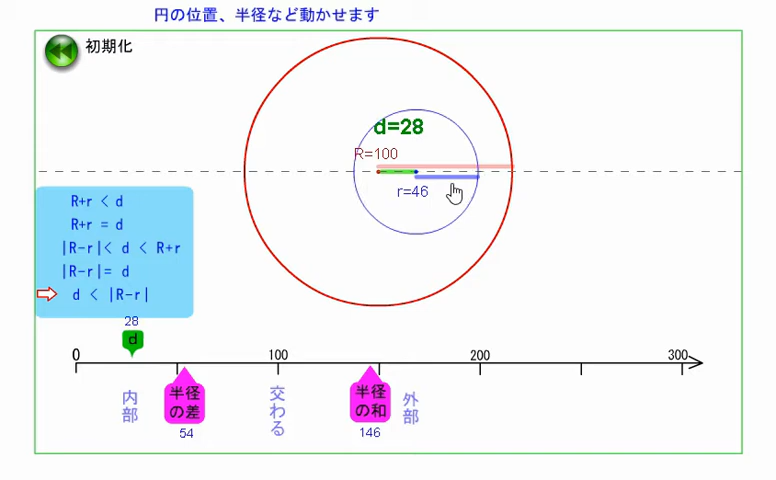 円の位置、半径など動かせます
初期化
d=28
R=100
r=46
R+r < d
R+r = d
|R-r|< d < R+r
|R-r|= d
d < |R-r|
28
d
0 100 200 300
内部
半径
の差
交わる
半径
の和
外部
54
146